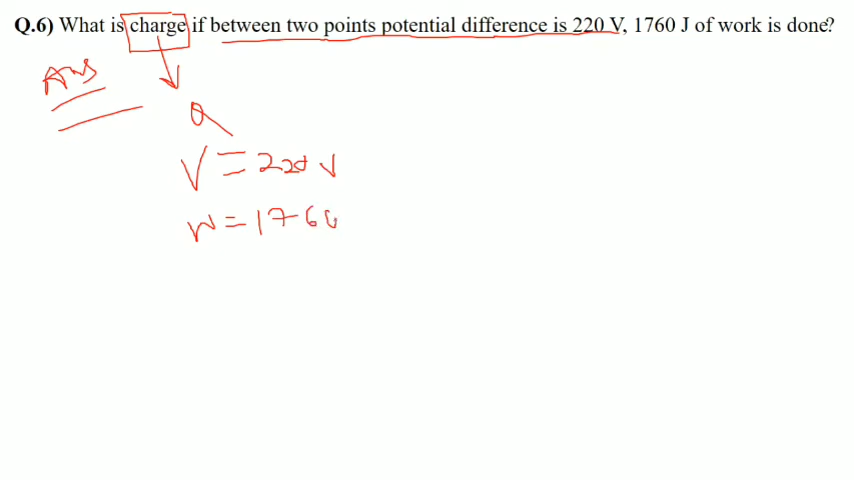 Q.6) What is charge if between two points potential difference is 220 V, 1760 J of work is done?
Ans
Q
V = 220 V
W = 1760